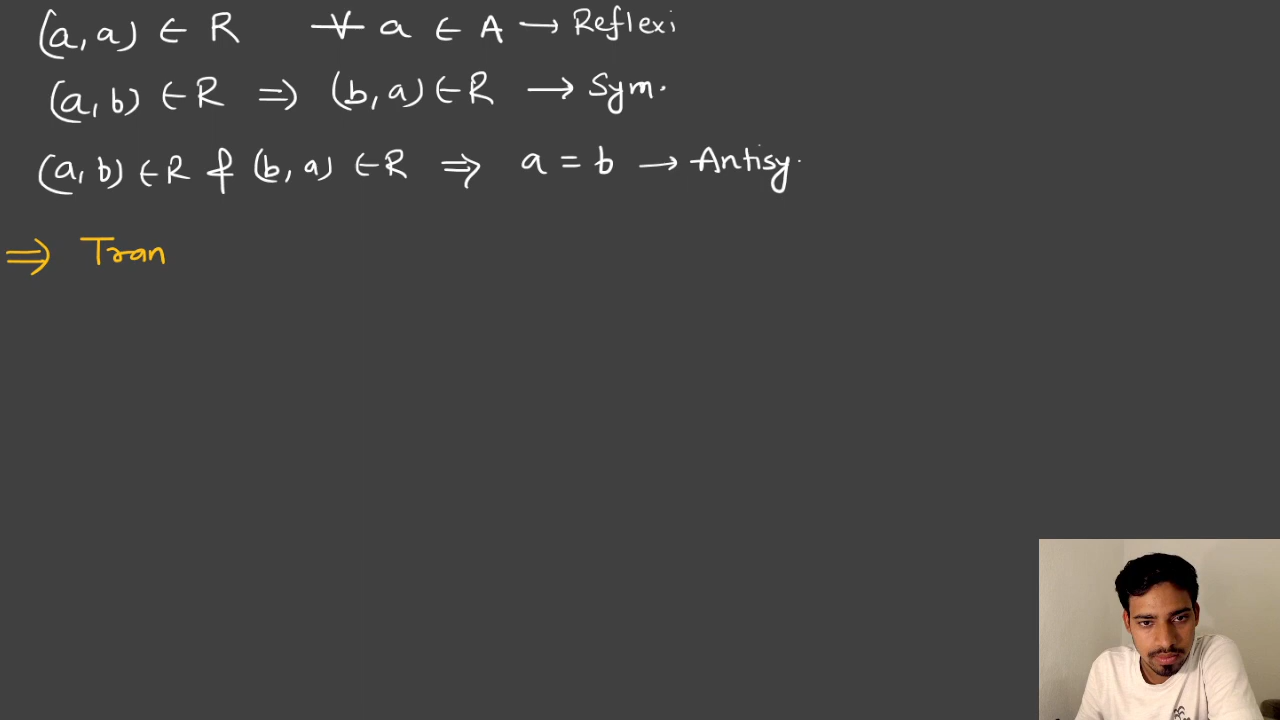 (a, a) ∈ R ∀ a ∈ A → Reflexi
(a, b) ∈ R ⇒ (b, a) ∈ R → Sym.
(a, b) ∈ R & (b, a) ∈ R ⇒ a = b → Antisy.
⇒ Tran